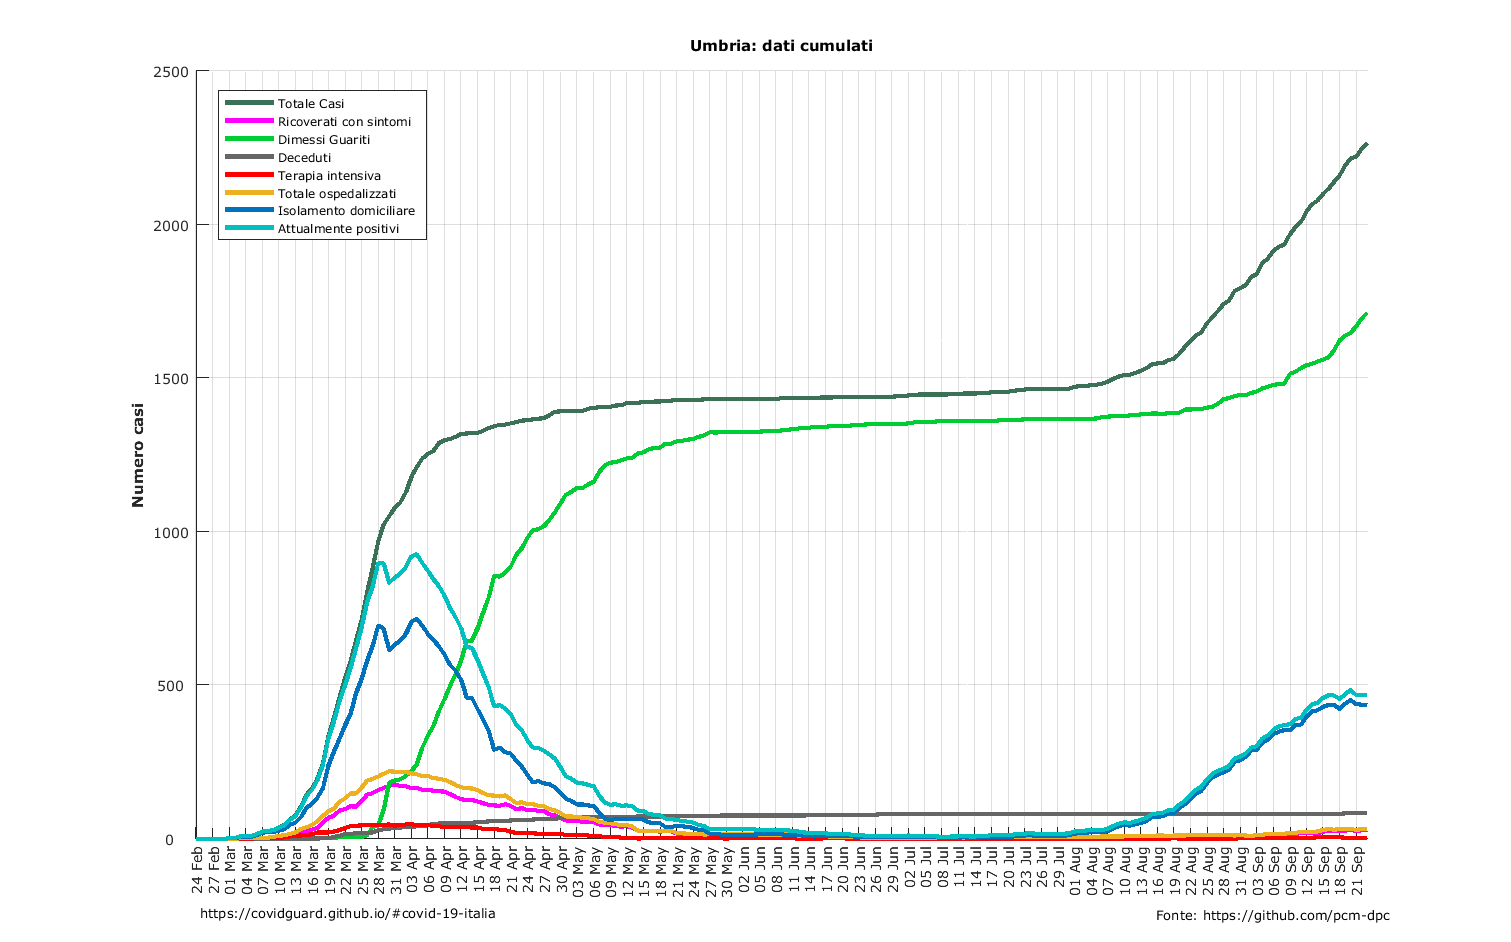 Umbria: dati cumulati
Numero casi
2500
2000
1500
1000
500
0
Totale Casi
Ricoverati con sintomi
Dimessi Guariti
Deceduti
Terapia intensiva
Totale ospedalizzati
Isolamento domiciliare
Attualmente positivi
24 Feb
27 Feb
01 Mar
04 Mar
07 Mar
10 Mar
13 Mar
16 Mar
19 Mar
22 Mar
25 Mar
28 Mar
31 Mar
03 Apr
06 Apr
09 Apr
12 Apr
15 Apr
18 Apr
21 Apr
24 Apr
27 Apr
30 Apr
03 May
06 May
09 May
12 May
15 May
18 May
21 May
24 May
27 May
30 May
02 Jun
05 Jun
08 Jun
11 Jun
14 Jun
17 Jun
20 Jun
23 Jun
26 Jun
29 Jun
02 Jul
05 Jul
08 Jul
11 Jul
14 Jul
17 Jul
20 Jul
23 Jul
26 Jul
29 Jul
01 Aug
04 Aug
07 Aug
10 Aug
13 Aug
16 Aug
19 Aug
22 Aug
25 Aug
28 Aug
31 Aug
03 Sep
06 Sep
09 Sep
12 Sep
15 Sep
18 Sep
21 Sep
https://covidguard.github.io/#covid-19-italia
Fonte: https://github.com/pcm-dpc